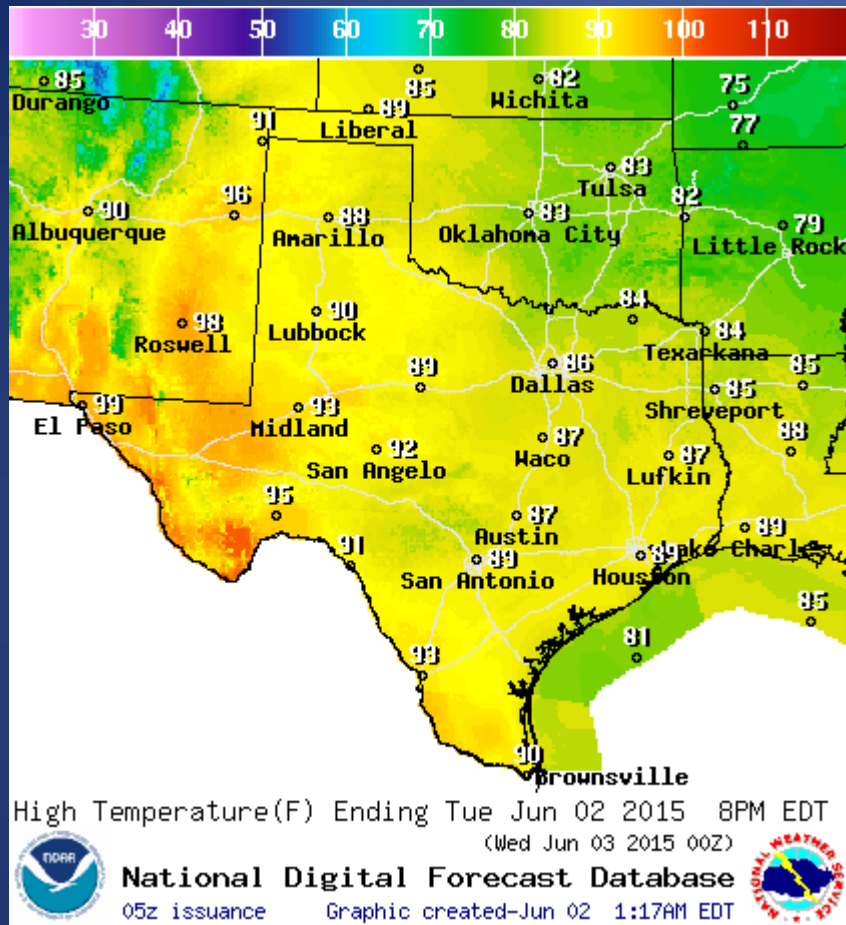 30 40 50 60 70 80 90 100 110
85
Durango
85
82
Wichita
75
89
Liberal
91
77
83
Tulsa
90
Albuquerque
96
88
Amarillo
83
Oklahoma City
82
79
Little Rock
98
Roswell
90
Lubbock
84
84
Texarkana
86
Dallas
89
85
Shreveport
85
99
El Paso
93
Midland
92
San Angelo
87
Waco
87
Lufkin
88
95
87
Austin
89
Lake Charles
91
89
San Antonio
89
Houston
85
81
93
90
Brownsville
High Temperature(F) Ending Tue Jun 02 2015 8PM EDT
(Wed Jun 03 2015 00Z)
National Digital Forecast Database
05z issuance Graphic created-Jun 02 1:17AM EDT
NOAA
NATIONAL WEATHER SERVICE